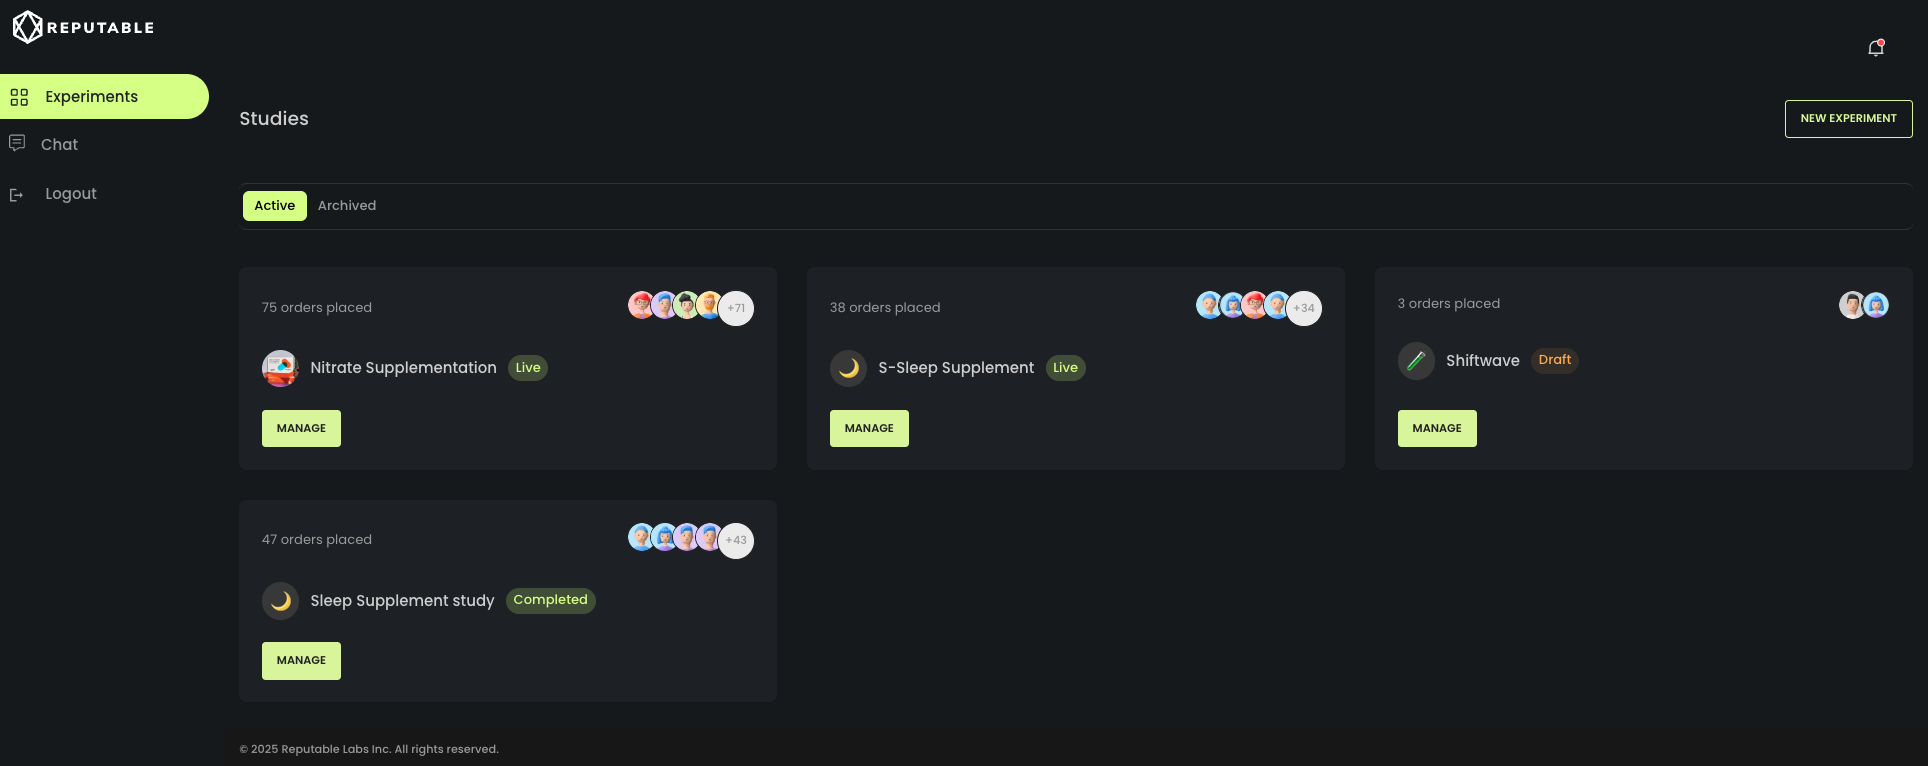 REPUTABLE
Experiments
Chat
Logout
Studies
NEW EXPERIMENT
Active
Archived
75 orders placed
+71
Nitrate Supplementation
Live
MANAGE
38 orders placed
+34
S-Sleep Supplement
Live
MANAGE
3 orders placed
Shiftwave
Draft
MANAGE
47 orders placed
+43
Sleep Supplement study
Completed
MANAGE
© 2025 Reputable Labs Inc. All rights reserved.